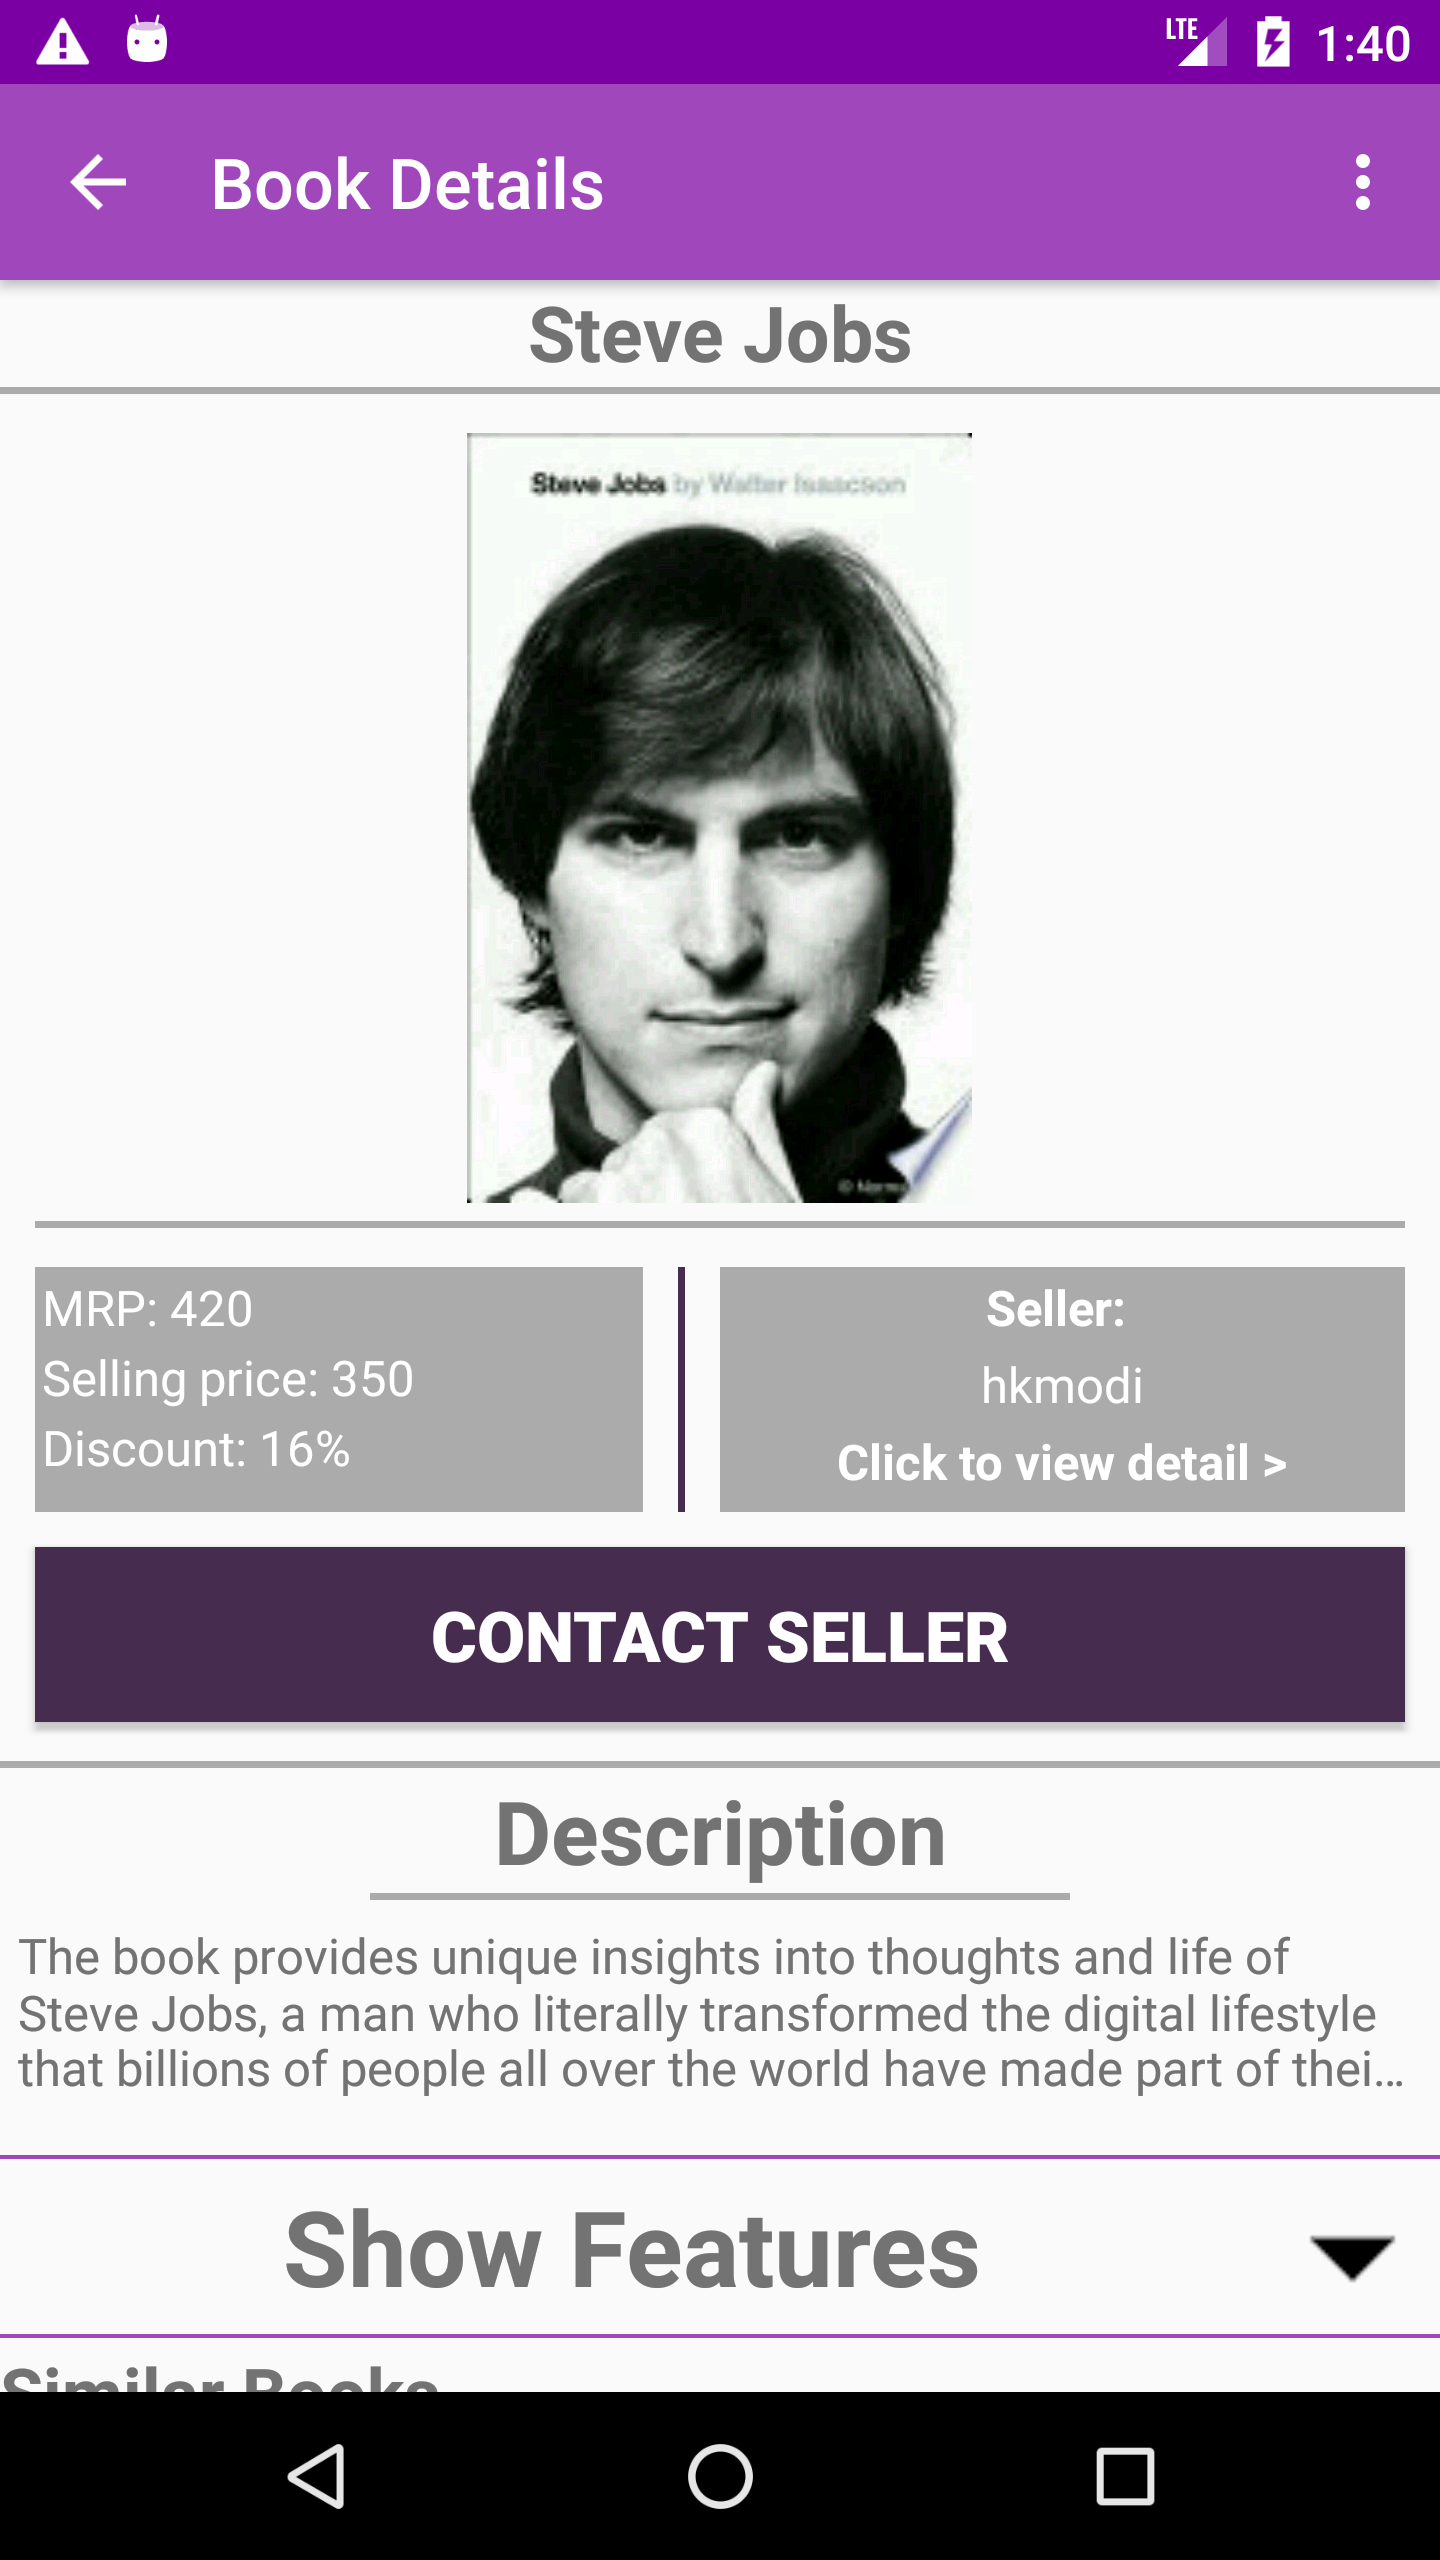 LTE 1:40
Book Details
Steve Jobs
Steve Jobs by Walter Isaacson
MRP: 420
Selling price: 350
Discount: 16%
Seller:
hkmodi
Click to view detail >
CONTACT SELLER
Description
The book provides unique insights into thoughts and life of
Steve Jobs, a man who literally transformed the digital lifestyle
that billions of people all over the world have made part of thei…
Show Features
Similar Books